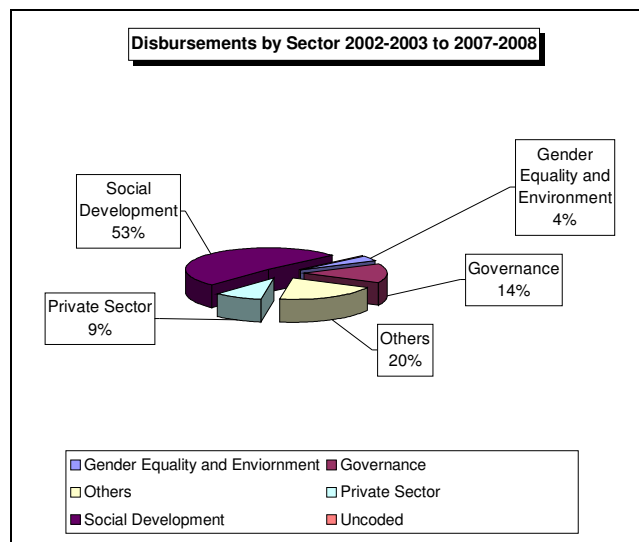 Disbursements by Sector 2002-2003 to 2007-2008
Gender
Equality and
Environment
4%
Social
Development
53%
Governance
14%
Private Sector
9%
Others
20%
Gender Equality and Enviornment
Governance
Others
Private Sector
Social Development
Uncoded